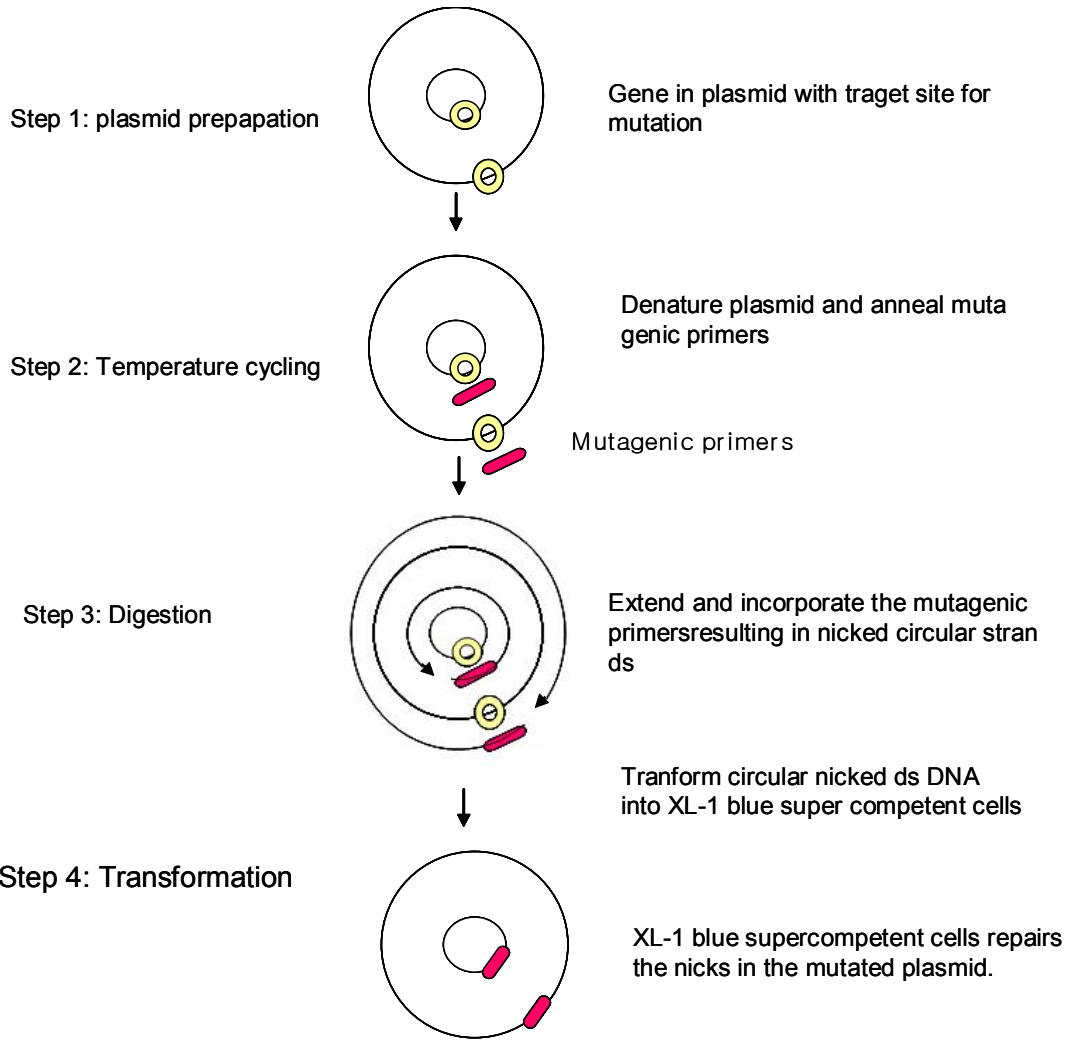 Step 1: plasmid prepapation
Gene in plasmid with traget site for
mutation
Step 2: Temperature cycling
Denature plasmid and anneal muta
genic primers
Mutagenic primers
Step 3: Digestion
Extend and incorporate the mutagenic
primersresulting in nicked circular stran
ds
Tranform circular nicked ds DNA
into XL-1 blue super competent cells
Step 4: Transformation
XL-1 blue supercompetent cells repairs
the nicks in the mutated plasmid.